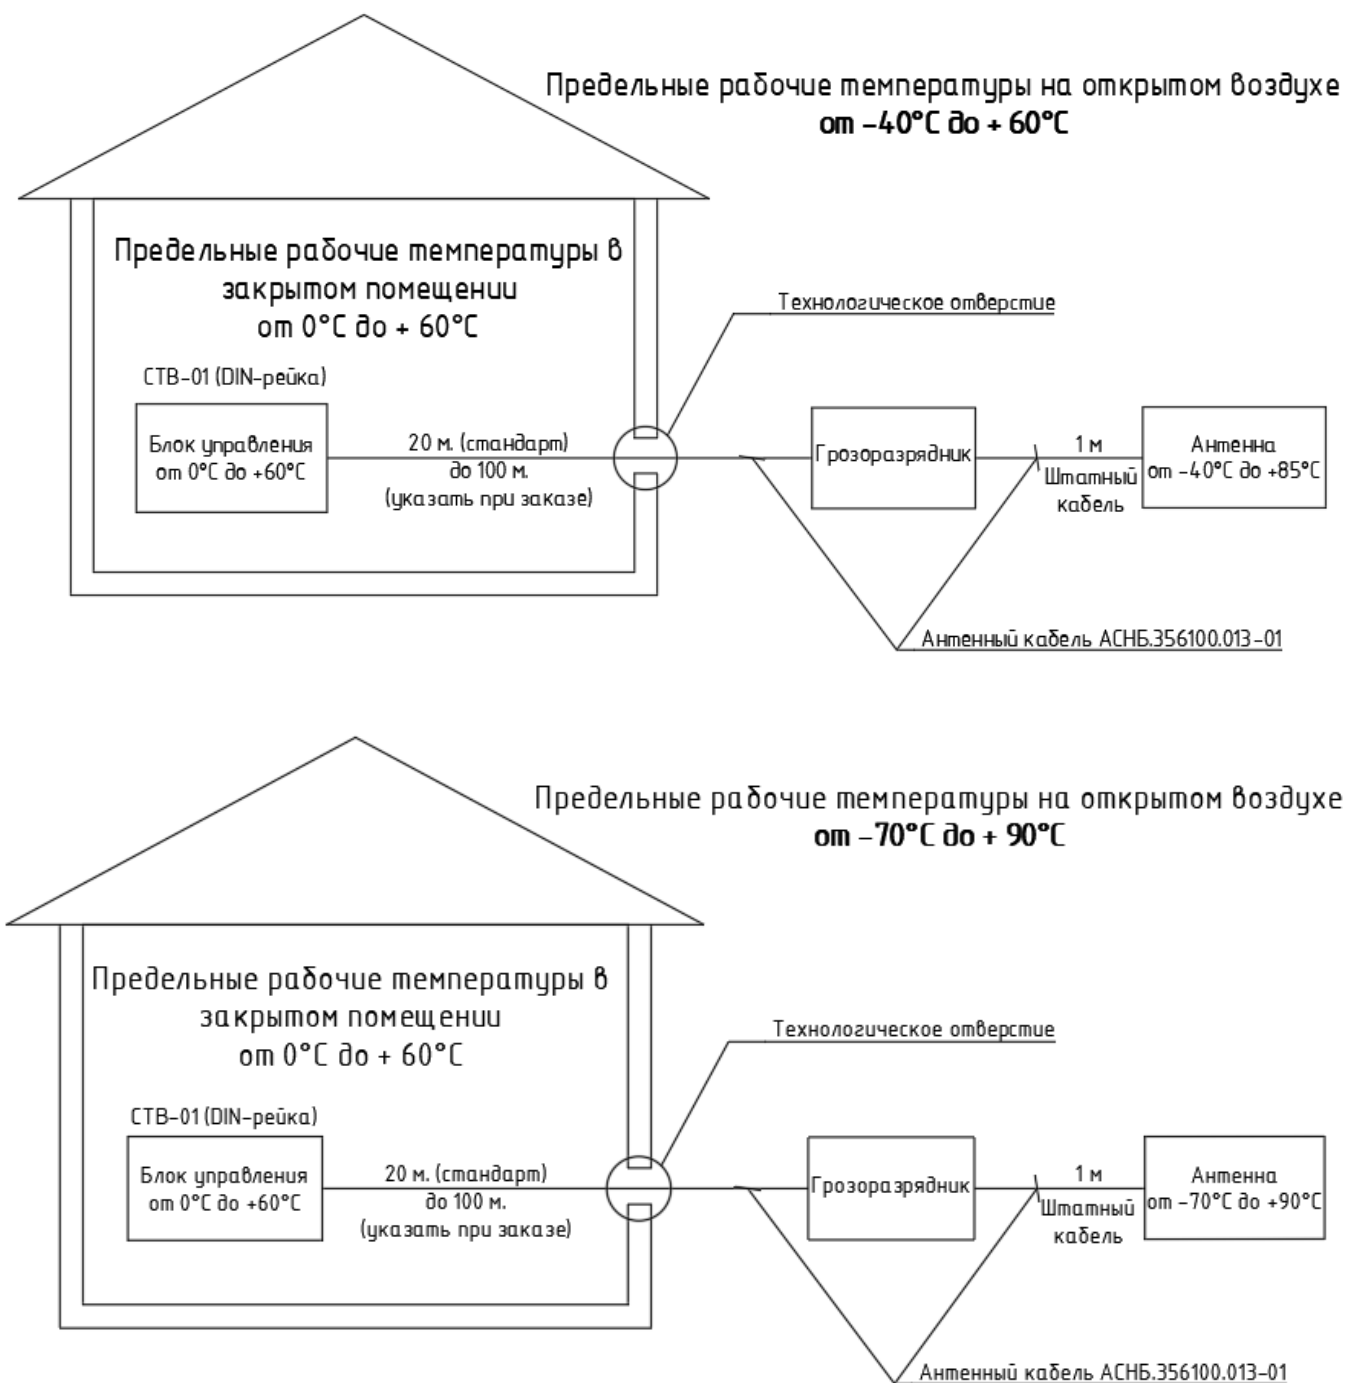 Предельные рабочие температуры на открытом воздухе
от -40°С до + 60°С
Предельные рабочие температуры в
закрытом помещении
от 0°С до + 60°С
Технологическое отверстие
СТВ-01 (DIN-рейка)
Блок управления
от 0°С до +60°С
20 м. (стандарт)
до 100 м.
(указать при заказе)
Грозоразрядник
1 м
Штатный
кабель
Антенна
от -40°С до +85°С
Антенный кабель АСНБ.356100.013-01
Предельные рабочие температуры на открытом воздухе
от -70°С до + 90°С
Предельные рабочие температуры в
закрытом помещении
от 0°С до + 60°С
Технологическое отверстие
СТВ-01 (DIN-рейка)
Блок управления
от 0°С до +60°С
20 м. (стандарт)
до 100 м.
(указать при заказе)
Грозоразрядник
1 м
Штатный
кабель
Антенна
от -70°С до +90°С
Антенный кабель АСНБ.356100.013-01